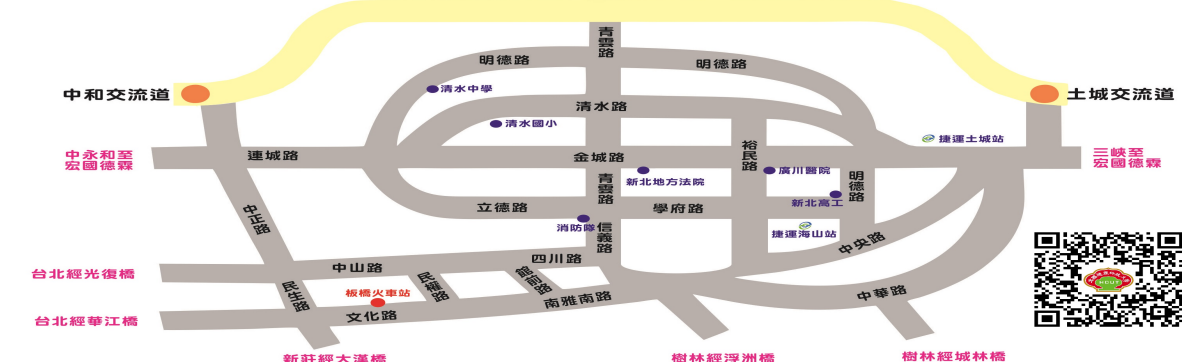 青雲路
明德路
明德路
中和交流道
土城交流道
清水中學
清水路
清水國小
捷運土城站
中永和至
宏國德霖
連城路
金城路
裕民路
三峽至
宏國德霖
新北地方法院
廣川醫院
青雲路
明德路
新北高工
中正路
立德路
學府路
消防隊
信義路
捷運海山站
中央路
四川路
中山路
台北經光復橋
民權路
館前路
民生路
板橋火車站
南雅南路
中華路
台北經華江橋
文化路
新莊經大漢橋
樹林經浮洲橋
樹林經城林橋